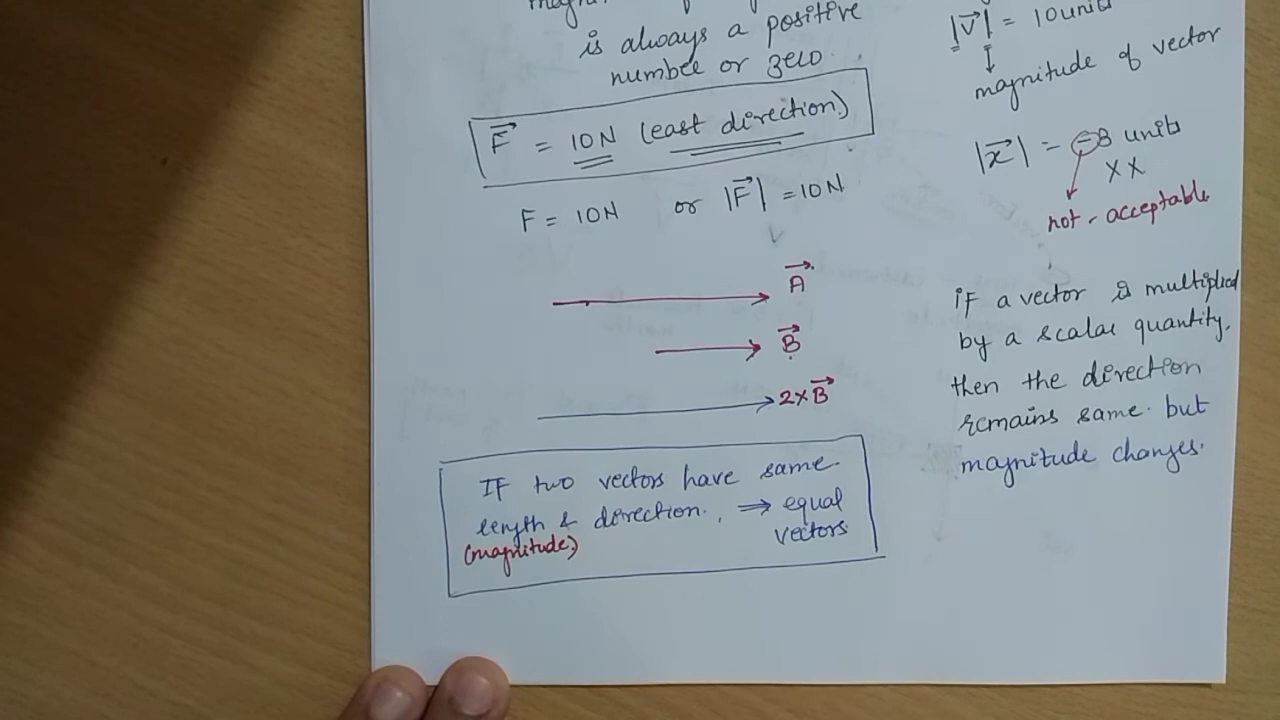 is always a positive
number or zero.
F⃗ = 10N (east direction)
F = 10N or |F⃗| = 10N
A⃗
B⃗
2×B⃗
IF two vectors have same
length & direction. ⇒ equal
(magnitude) vectors
|V⃗| = 10 units
magnitude of vector
|x⃗| = -8 units
X X
not - acceptable
IF a vector is multiplied
by a scalar quantity,
then the direction
remains same but
magnitude changes.